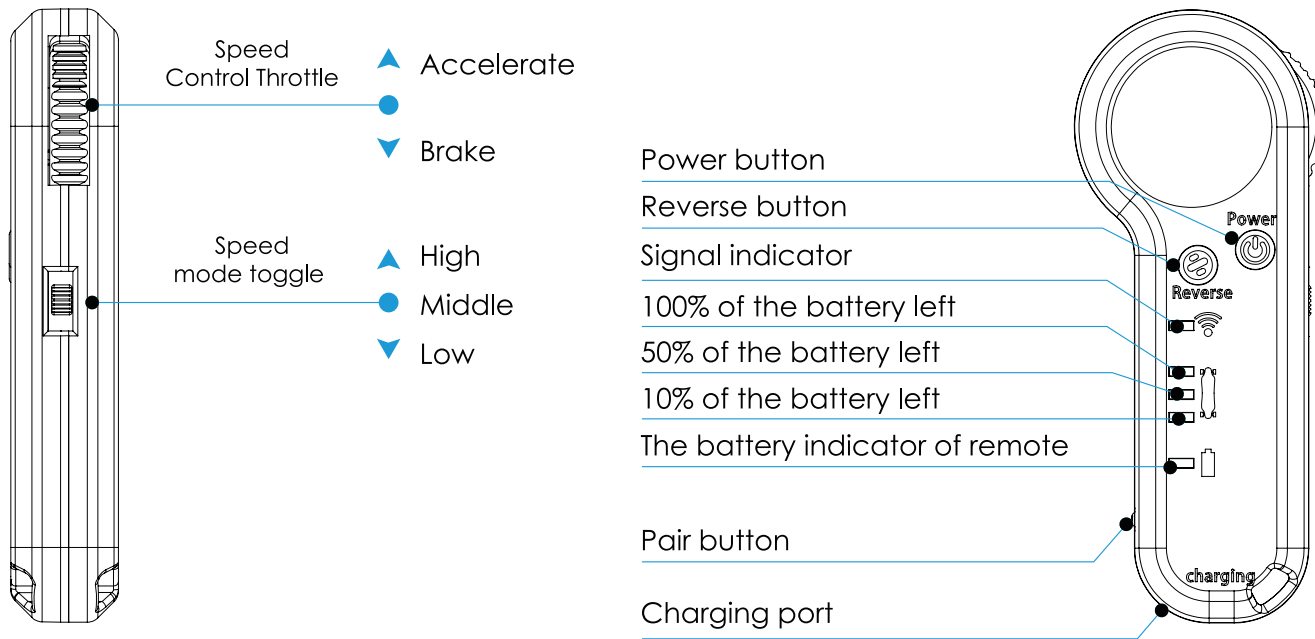 Speed
Control Throttle
Accelerate
Brake
Speed
mode toggle
High
Middle
Low
Power button
Reverse button
Signal indicator
100% of the battery left
50% of the battery left
10% of the battery left
The battery indicator of remote
Pair button
Charging port
Power
Reverse
charging